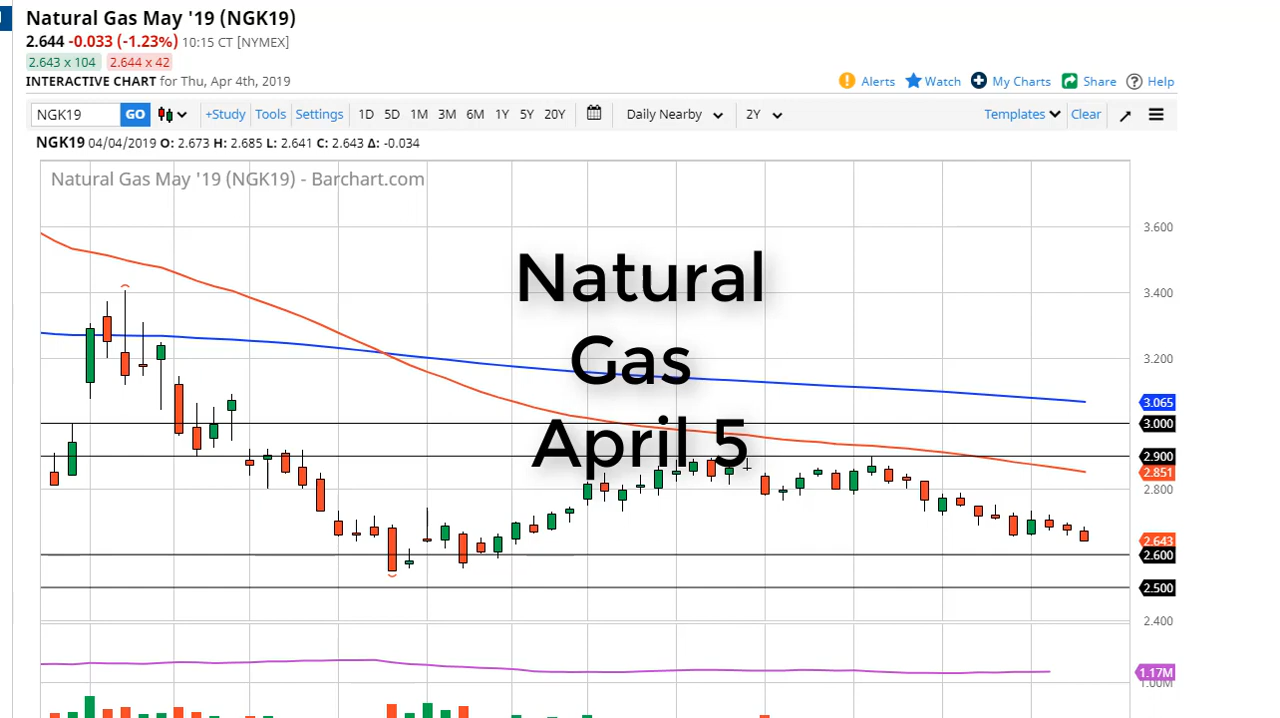 Natural Gas May '19 (NGK19)
2.644 -0.033 (-1.23%) 10:15 CT [NYMEX]
2.643 x 104 2.644 x 42
INTERACTIVE CHART for Thu, Apr 4th, 2019
Alerts Watch My Charts Share Help
NGK19 GO +Study Tools Settings 1D 5D 1M 3M 6M 1Y 5Y 20Y Daily Nearby 2Y Templates Clear
NGK19 04/04/2019 O: 2.673 H: 2.685 L: 2.641 C: 2.643 Δ: -0.034
Natural Gas May '19 (NGK19) - Barchart.com
3.600
Natural
3.400
Gas
3.200
April 5
3.065
3.000
2.900
2.851
2.800
2.643
2.600
2.500
2.400
1.17M
1.00M